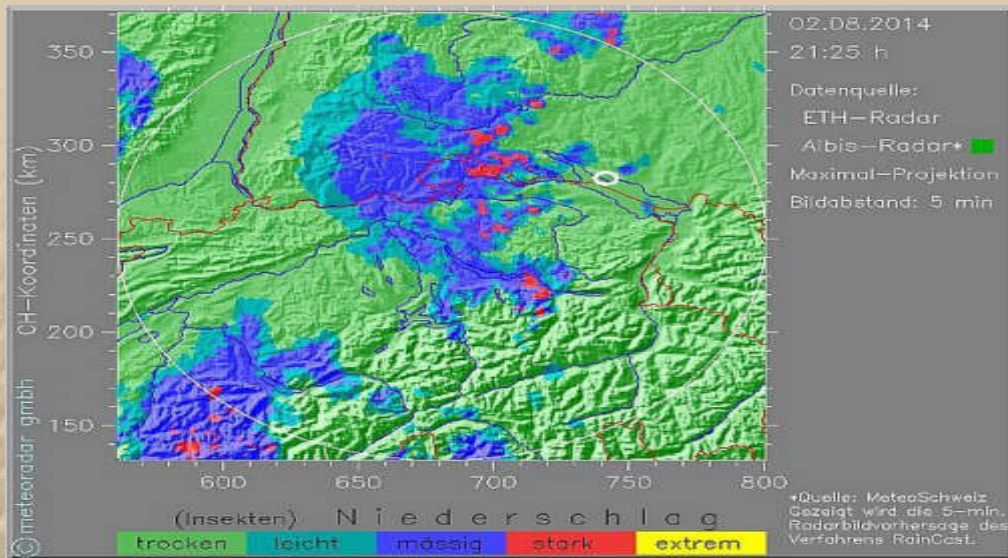 02.08.2014
21:25 h
Datenquelle:
ETH-Radar
Albis-Radar*
Maximal-Projektion
Bildabstand: 5 min
350
300
250
200
150
CH-Koordinaten (km)
© meteoradar gmbh
600 650 700 750 800
(Insekten) Niederschlag
trocken leicht mässig stark extrem
*Quelle: MeteoSchweiz
Gezeigt wird die 5-min.
Radarbildvorhersage des
Verfahrens RainCast.